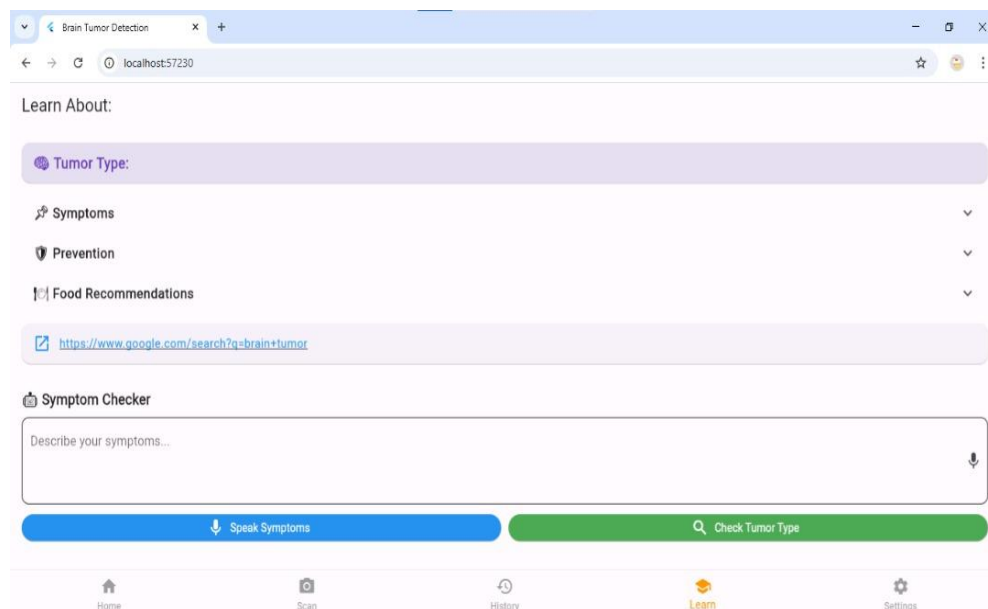 Brain Tumor Detection
localhost:57230
Learn About:
Tumor Type:
Symptoms
Prevention
Food Recommendations
https://www.google.com/search?q=brain+tumor
Symptom Checker
Describe your symptoms...
Speak Symptoms Check Tumor Type
Home Scan History Learn Settings